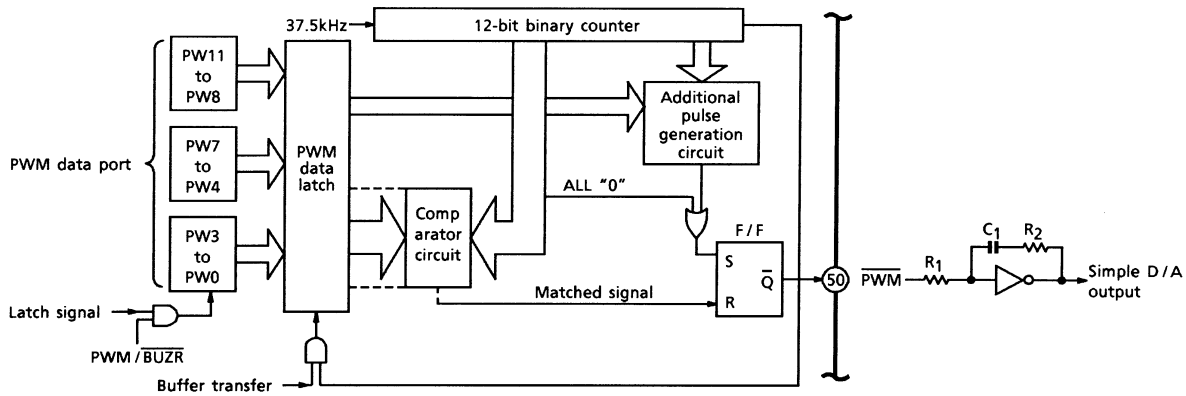 37.5kHz
12-bit binary counter
PW11
to
PW8
PW7
to
PW4
PW3
to
PW0
PWM data port
PWM
data
latch
Additional
pulse
generation
circuit
ALL "0"
Comp
arator
circuit
F/F
S
Q̅
R
Matched signal
50
P̅W̅M̅
R1
C1
R2
Simple D/A
output
Latch signal
PWM/B̅U̅Z̅R̅
Buffer transfer